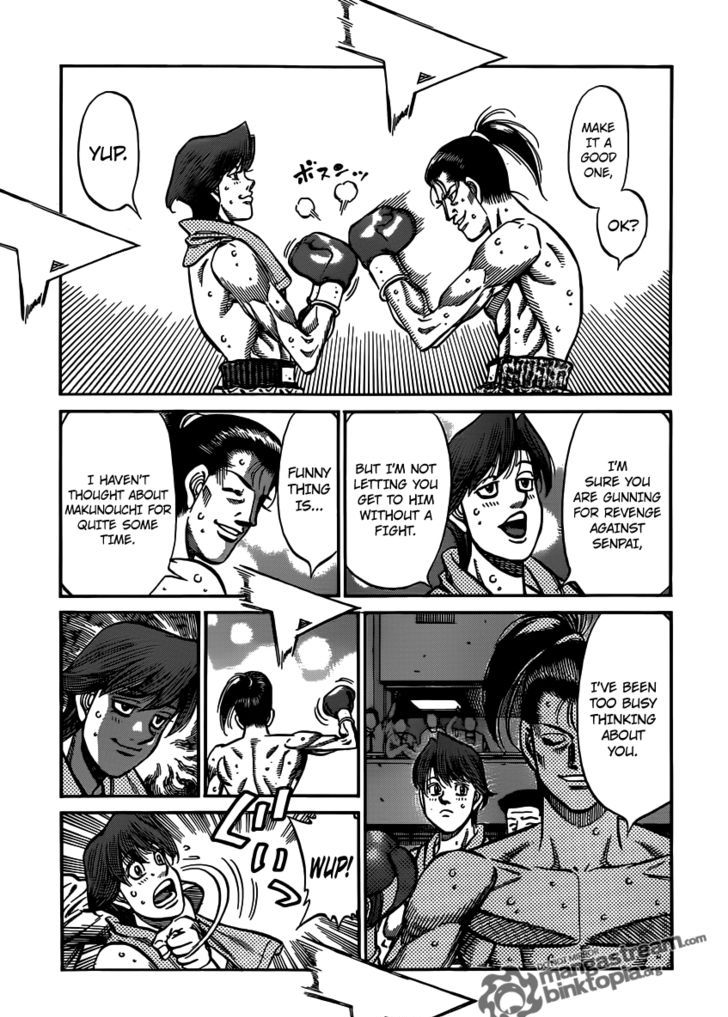 MAKE
IT A
GOOD
ONE,
OK?
ボスンッ
YUP.
I'M
SURE YOU
ARE GUNNING
FOR REVENGE
AGAINST
SENPAI,
BUT I'M NOT
LETTING YOU
GET TO HIM
WITHOUT A
FIGHT.
FUNNY
THING
IS...
I HAVEN'T
THOUGHT ABOUT
MAKUNOUCHI FOR
QUITE SOME
TIME.
I'VE BEEN
TOO BUSY
THINKING
ABOUT
YOU.
WUP!
mangastream.com
binktopia.org